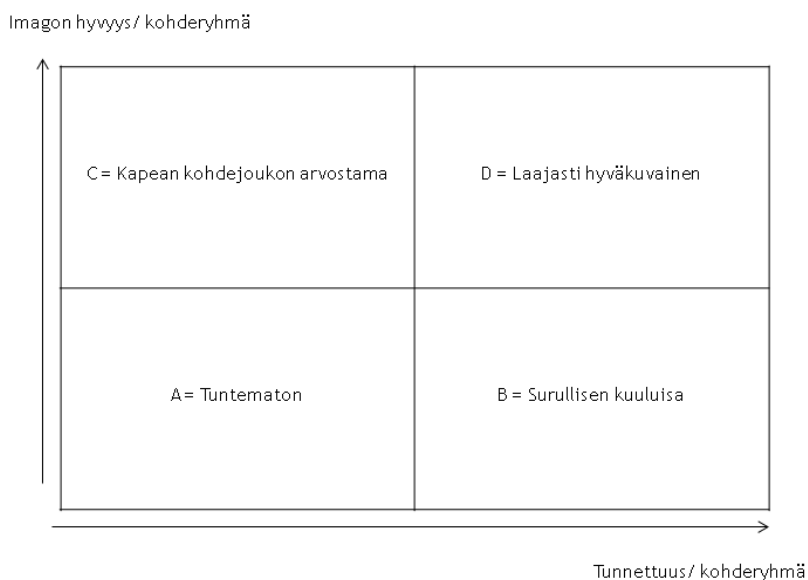 Imagon hyvyys/ kohderyhmä
C= Kapean kohdejoukon arvostama
D = Laajasti hyväkuvainen
A= Tuntematon
B = Surullisen kuuluisa
Tunnettuus/ kohderyhmä